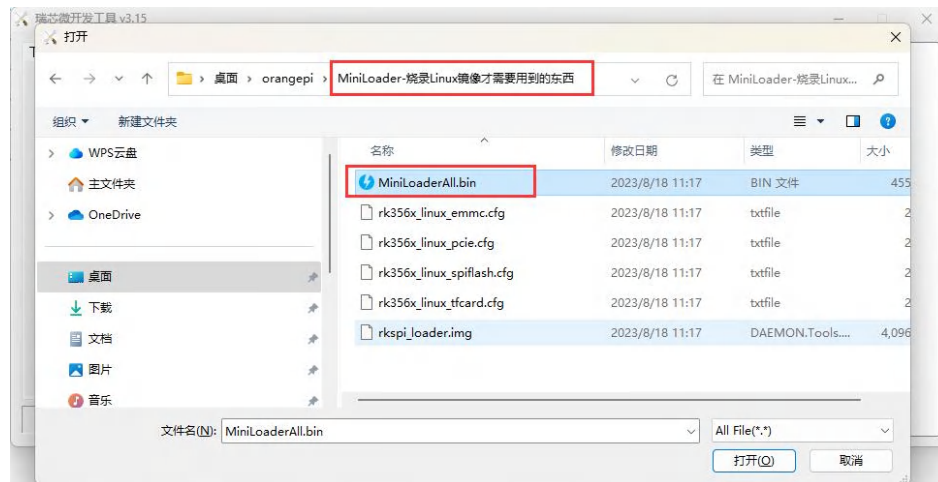 瑞芯微开发工具 v3.15
打开
桌面 › orangepi › MiniLoader-烧录Linux镜像才需要用到的东西
在 MiniLoader-烧录Linux...
组织 新建文件夹
名称 修改日期 类型 大小
WPS云盘
主文件夹
OneDrive
桌面
下载
文档
图片
音乐
MiniLoaderAll.bin 2023/8/18 11:17 BIN 文件 455
rk356x_linux_emmc.cfg 2023/8/18 11:17 txtfile 2
rk356x_linux_pcie.cfg 2023/8/18 11:17 txtfile 2
rk356x_linux_spiflash.cfg 2023/8/18 11:17 txtfile 2
rk356x_linux_tfcard.cfg 2023/8/18 11:17 txtfile 2
rkspi_loader.img 2023/8/18 11:17 DAEMON.Tools.... 4,096
文件名(N): MiniLoaderAll.bin All File(*.*)
打开(O) 取消